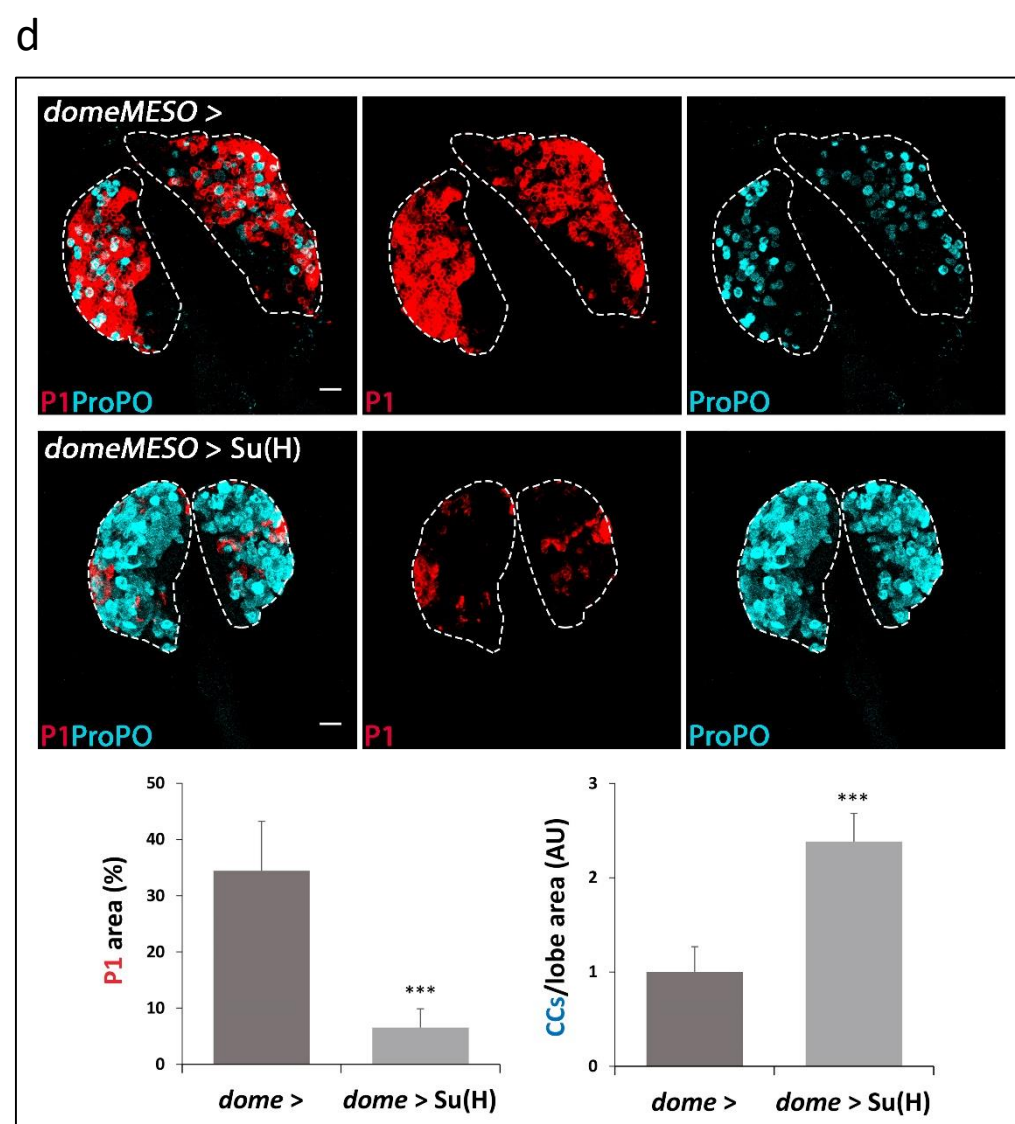 d
domeMESO >
P1ProPO
P1
ProPO
domeMESO > Su(H)
P1ProPO
P1
ProPO
P1 area (%)
50
40
30
20
10
0
***
dome >
dome > Su(H)
CCs/lobe area (AU)
3
2
1
0
***
dome >
dome > Su(H)